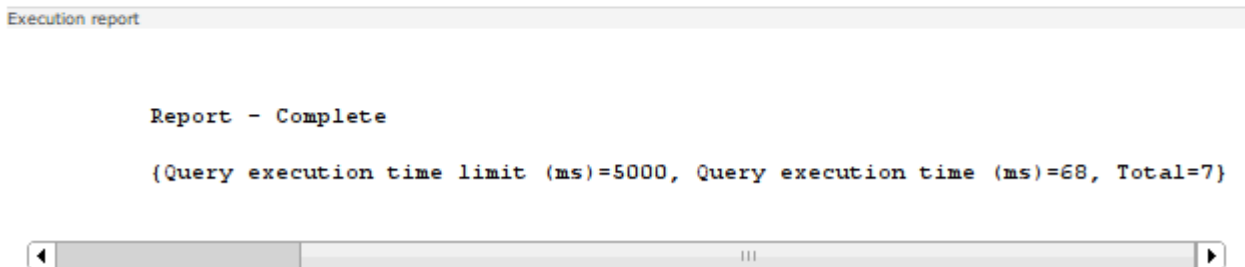 Execution report
Report - Complete
{Query execution time limit (ms)=5000, Query execution time (ms)=68, Total=7}